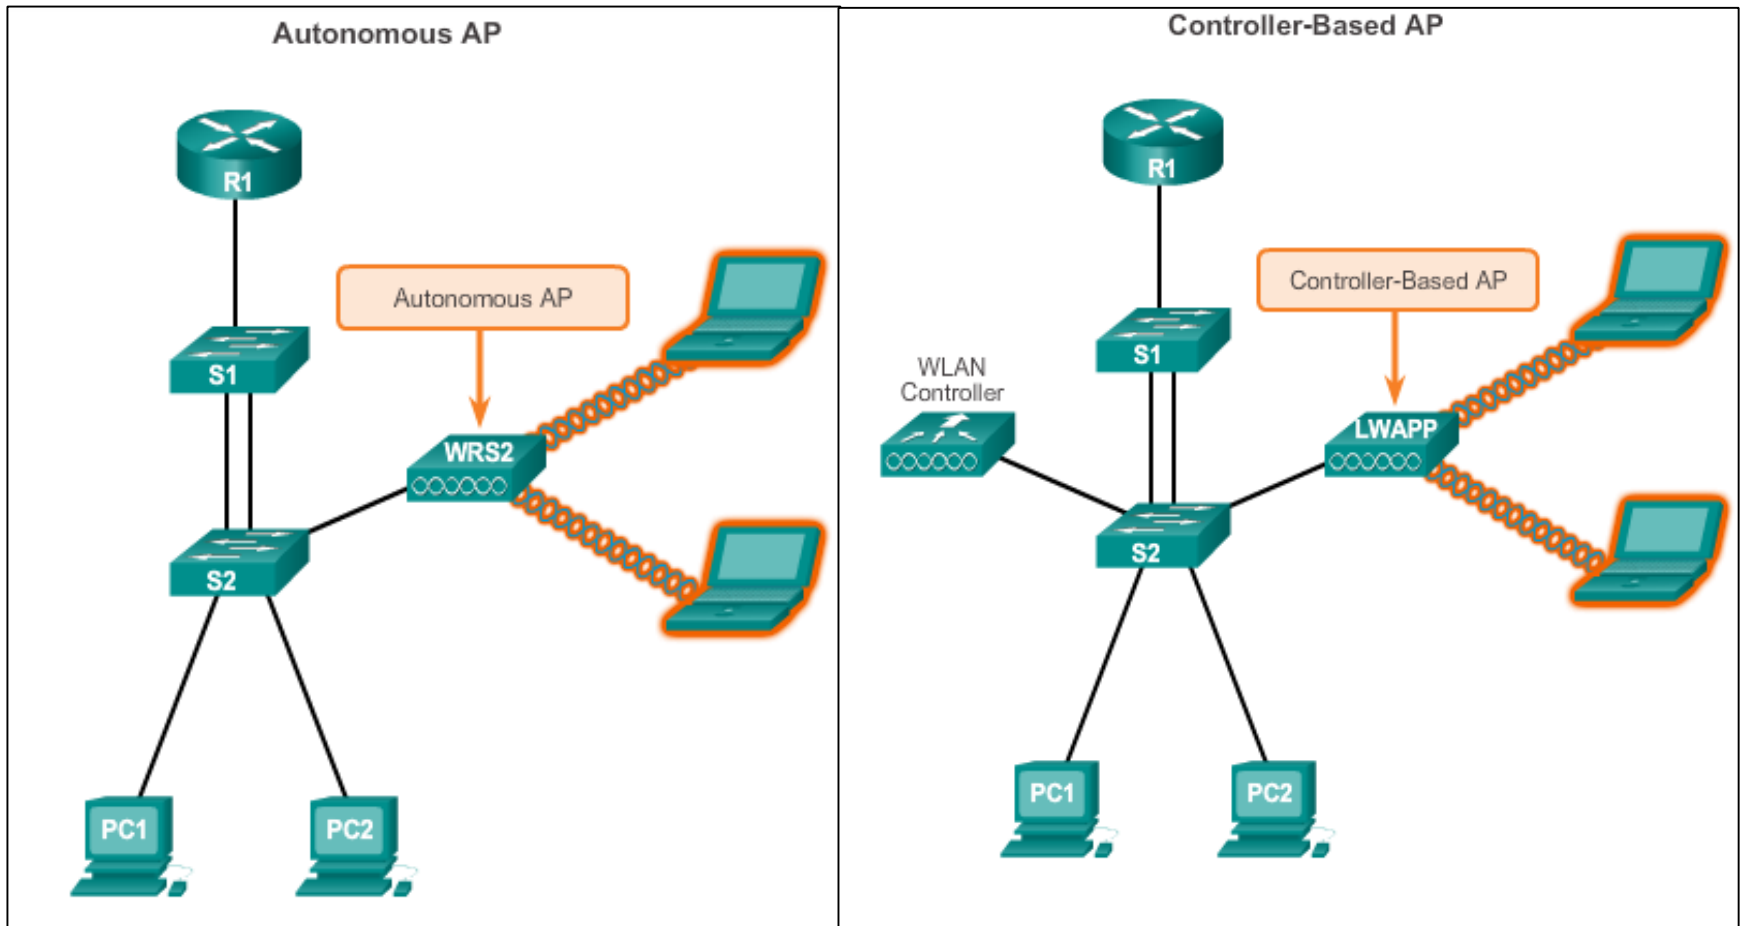 Autonomous AP
R1
Autonomous AP
S1
WRS2
S2
PC1
PC2
Controller-Based AP
R1
Controller-Based AP
S1
WLAN
Controller
LWAPP
S2
PC1
PC2